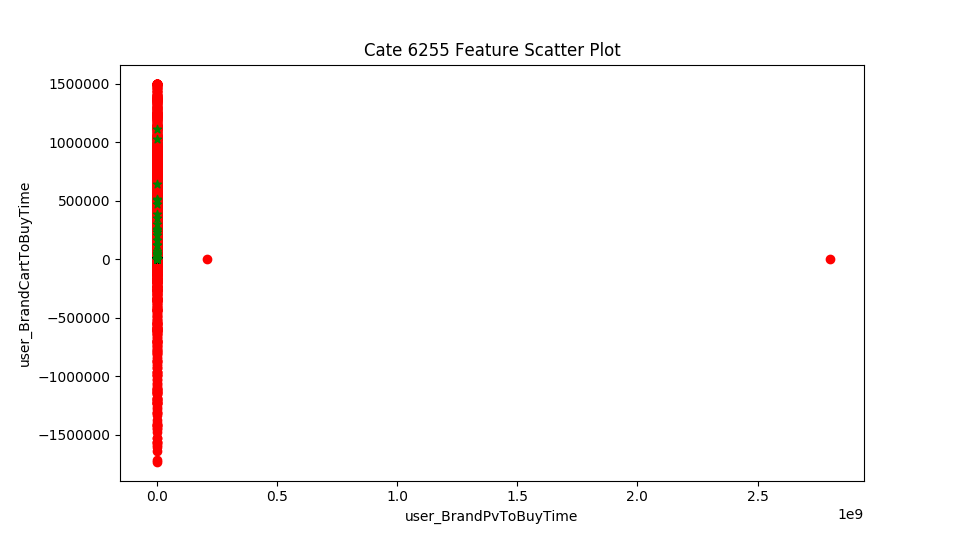 Cate 6255 Feature Scatter Plot
1500000
1000000
500000
0
−500000
−1000000
−1500000
user_BrandCartToBuyTime
0.0 0.5 1.0 1.5 2.0 2.5
1e9
user_BrandPvToBuyTime